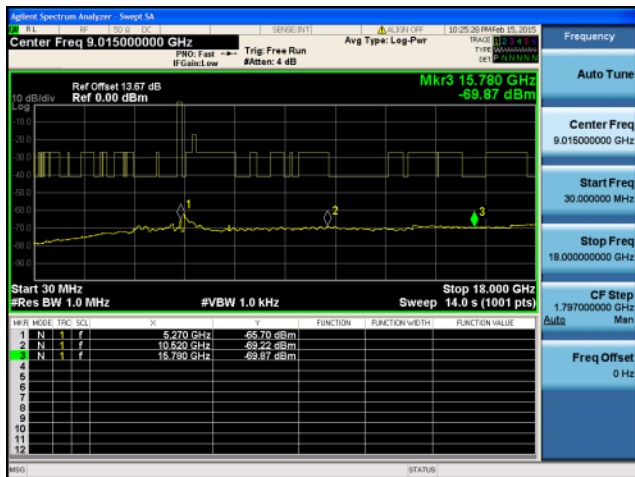 Agilent Spectrum Analyzer - Swept SA
RL RF 50 Ω DC SENSE:INT ALIGN OFF 10:25:28 PM Feb 15, 2015
Center Freq 9.015000000 GHz
PNO: Fast
IFGain:Low
Trig: Free Run
#Atten: 4 dB
Avg Type: Log-Pwr
TRACE 1 2 3 4 5 6
TYPE
DET P N N N N N
Ref Offset 13.67 dB
10 dB/div Ref 0.00 dBm
Log
Mkr3 15.780 GHz
-69.87 dBm
-10.0
-20.0
-30.0
-40.0
-50.0
-60.0
-70.0
-80.0
-90.0
1
2
3
Start 30 MHz Stop 18.000 GHz
#Res BW 1.0 MHz #VBW 1.0 kHz Sweep 14.0 s (1001 pts)
MKR MODE TRC SCL X Y FUNCTION FUNCTION WIDTH FUNCTION VALUE
1 N 1 f 5.270 GHz -65.70 dBm
2 N 1 f 10.520 GHz -69.22 dBm
3 N 1 f 15.780 GHz -69.87 dBm
4
5
6
7
8
9
10
11
12
MSG STATUS
Frequency
Auto Tune
Center Freq
9.015000000 GHz
Start Freq
30.000000 MHz
Stop Freq
18.000000000 GHz
CF Step
1.797000000 GHz
Auto Man
Freq Offset
0 Hz